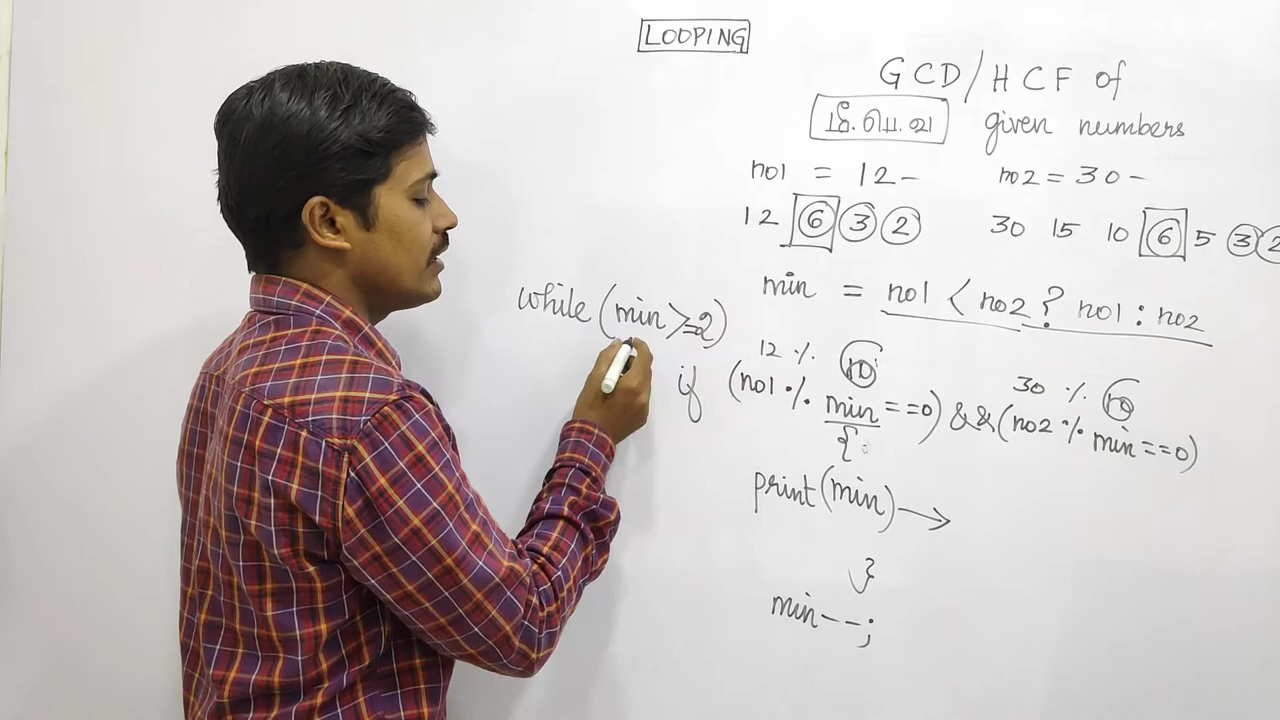 LOOPING
GCD/HCF of
மீ.பெ.வ given numbers
no1 = 12 - no2 = 30 -
12 6 3 2 30 15 10 6 5 3 2
min = no1 < no2 ? no1 : no2
while (min >= 2)
12 % 10 30 % 10
if (no1 % min == 0) && (no2 % min == 0)
{
print(min) →
}
min--;